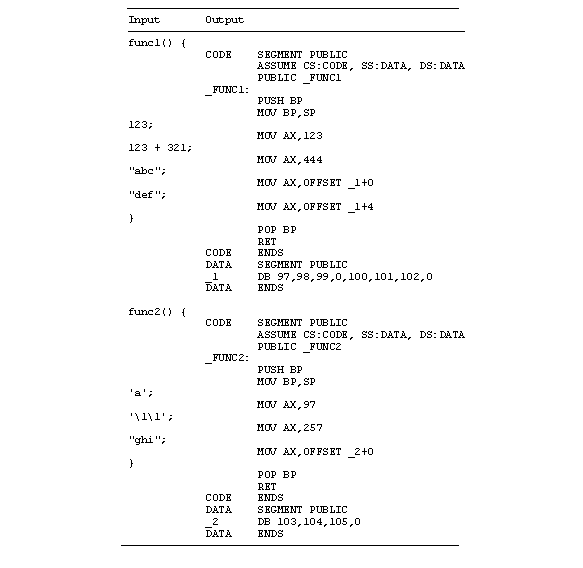 Input Output
func1() {
CODE SEGMENT PUBLIC
ASSUME CS:CODE, SS:DATA, DS:DATA
PUBLIC _FUNC1
_FUNC1:
PUSH BP
MOV BP,SP
123;
MOV AX,123
123 + 321;
MOV AX,444
"abc";
MOV AX,OFFSET _1+0
"def";
MOV AX,OFFSET _1+4
}
POP BP
RET
CODE ENDS
DATA SEGMENT PUBLIC
_1 DB 97,98,99,0,100,101,102,0
DATA ENDS
func2() {
CODE SEGMENT PUBLIC
ASSUME CS:CODE, SS:DATA, DS:DATA
PUBLIC _FUNC2
_FUNC2:
PUSH BP
MOV BP,SP
'a';
MOV AX,97
'\1\1';
MOV AX,257
"ghi";
MOV AX,OFFSET _2+0
}
POP BP
RET
CODE ENDS
DATA SEGMENT PUBLIC
_2 DB 103,104,105,0
DATA ENDS